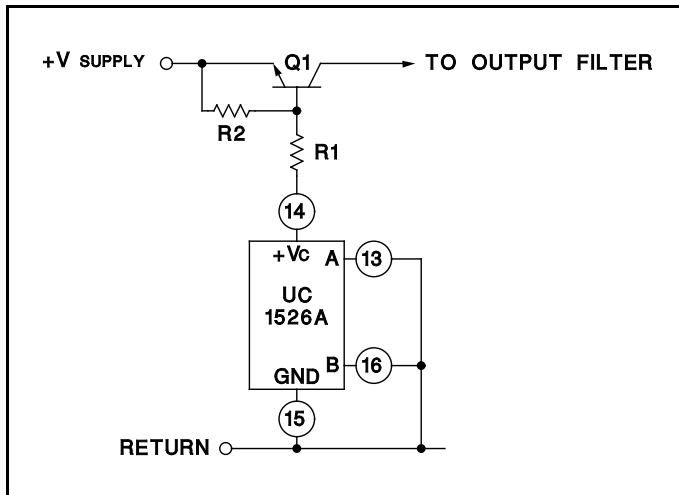 +V SUPPLY
Q1
TO OUTPUT FILTER
R2
R1
14
+VC
A
13
UC
1526A
B
16
GND
15
RETURN